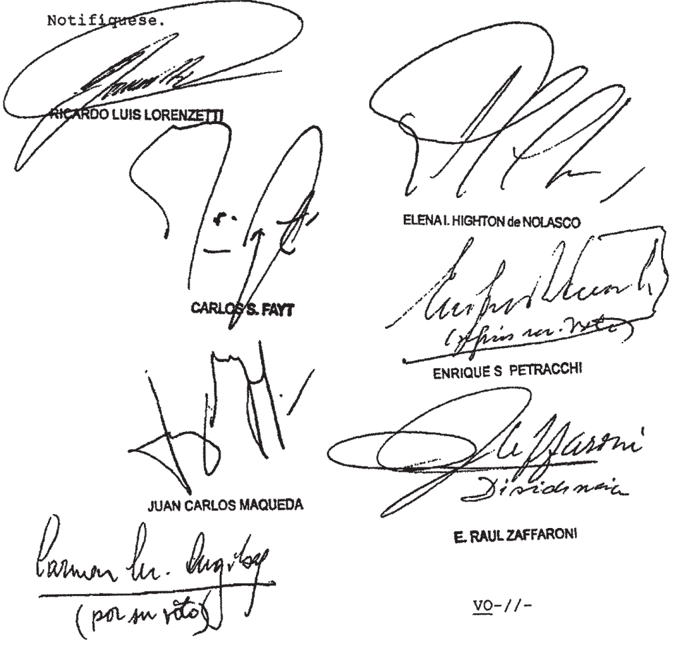 Notifíquese.
RICARDO LUIS LORENZETTI
ELENA I. HIGHTON de NOLASCO
CARLOS S. FAYT
(según su voto)
ENRIQUE S PETRACCHI
JUAN CARLOS MAQUEDA
Zaffaroni
Disidencia
E. RAUL ZAFFARONI
Carmen M. Argibay
(por su voto)
VO-//-